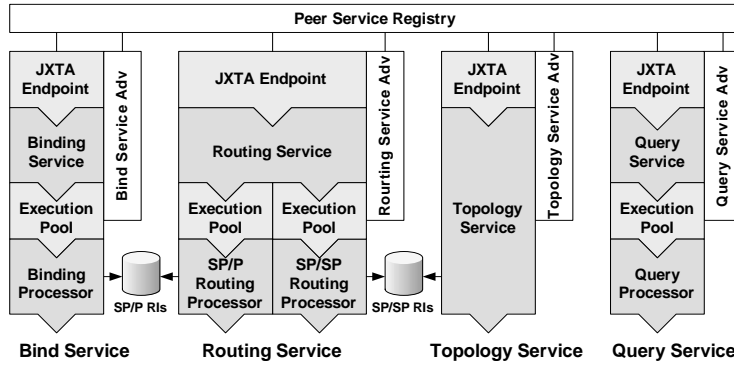 Peer Service Registry
JXTA
Endpoint
Binding
Service
Execution
Pool
Binding
Processor
Bind Service Adv
SP/P RIs
JXTA Endpoint
Routing Service
Execution
Pool
Execution
Pool
SP/P
Routing
Processor
SP/SP
Routing
Processor
Rourting Service Adv
SP/SP RIs
JXTA
Endpoint
Topology
Service
Topology Service Adv
JXTA
Endpoint
Query
Service
Execution
Pool
Query
Processor
Query Service Adv
Bind Service
Routing Service
Topology Service
Query Service